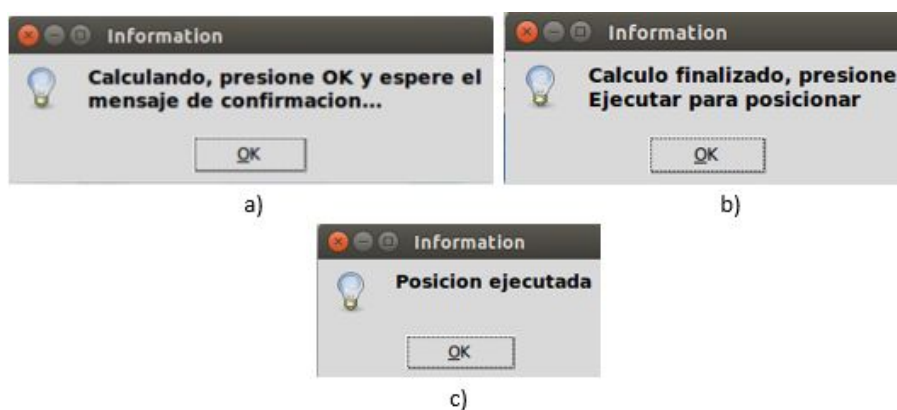 Information
Calculando, presione OK y espere el
mensaje de confirmacion...
OK
a)
Information
Calculo finalizado, presione
Ejecutar para posicionar
OK
b)
Information
Posicion ejecutada
OK
c)